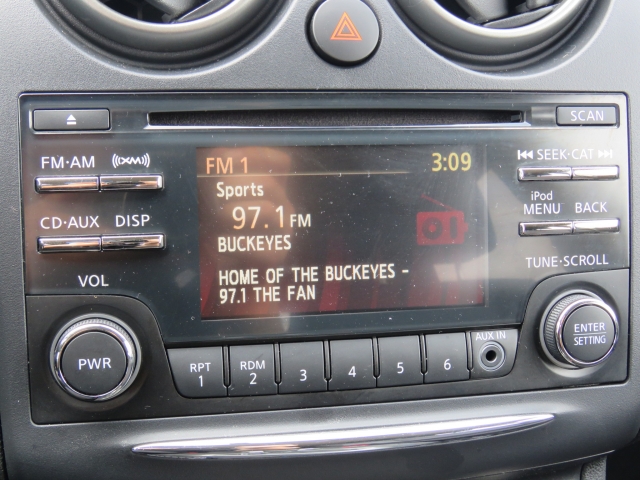 SCAN
FM·AM
((XM))
SEEK·CAT
CD·AUX
DISP
iPod
MENU
BACK
VOL
TUNE·SCROLL
FM 1
3:09
Sports
97.1 FM
BUCKEYES
HOME OF THE BUCKEYES -
97.1 THE FAN
PWR
RPT
1
RDM
2
3
4
5
6
AUX IN
ENTER
SETTING